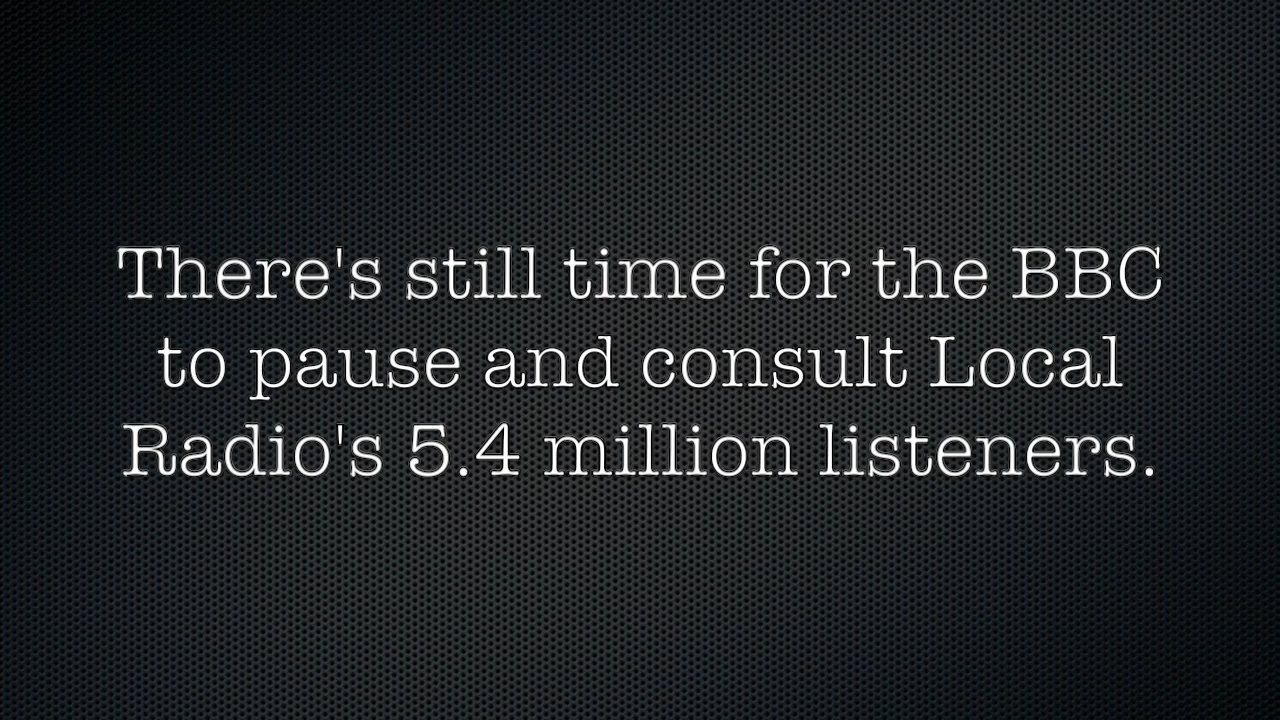 There's still time for the BBC
to pause and consult Local
Radio's 5.4 million listeners.